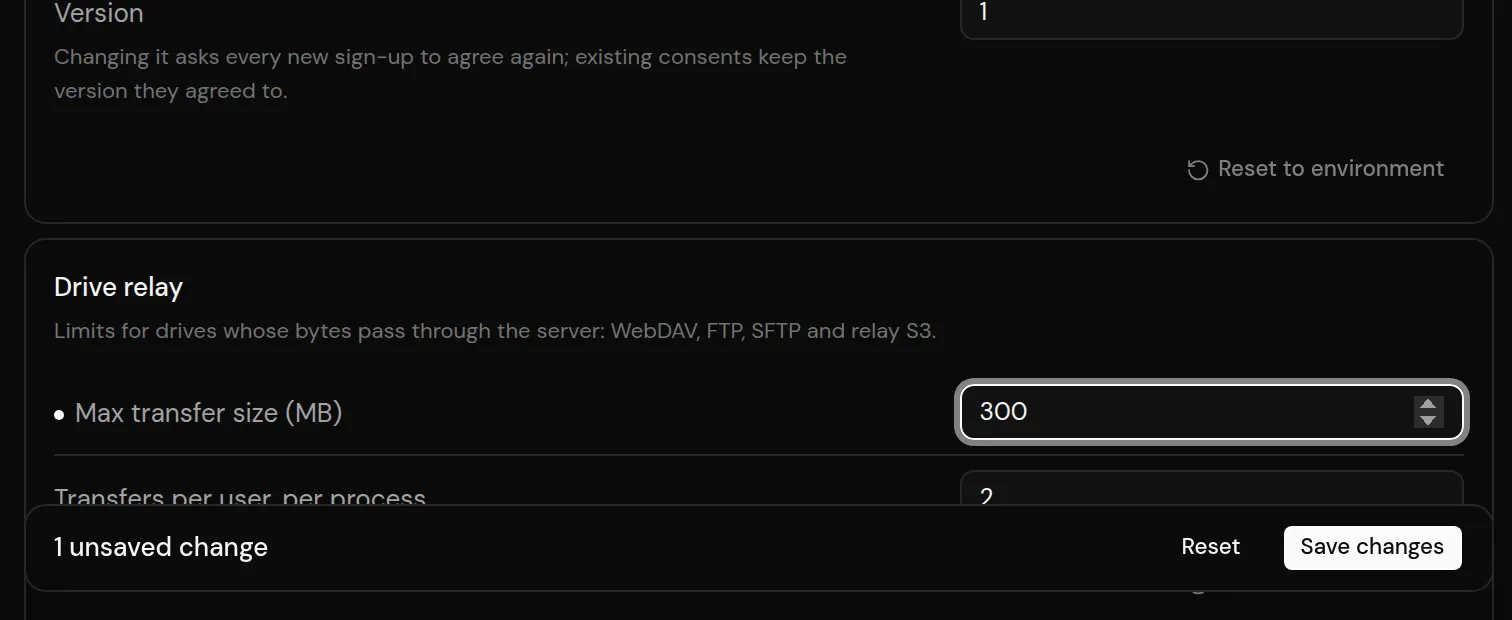 Version
1
Changing it asks every new sign-up to agree again; existing consents keep the
version they agreed to.
Reset to environment
Drive relay
Limits for drives whose bytes pass through the server: WebDAV, FTP, SFTP and relay S3.
Max transfer size (MB)
300
Transfers per user, per process
2
1 unsaved change
Reset
Save changes